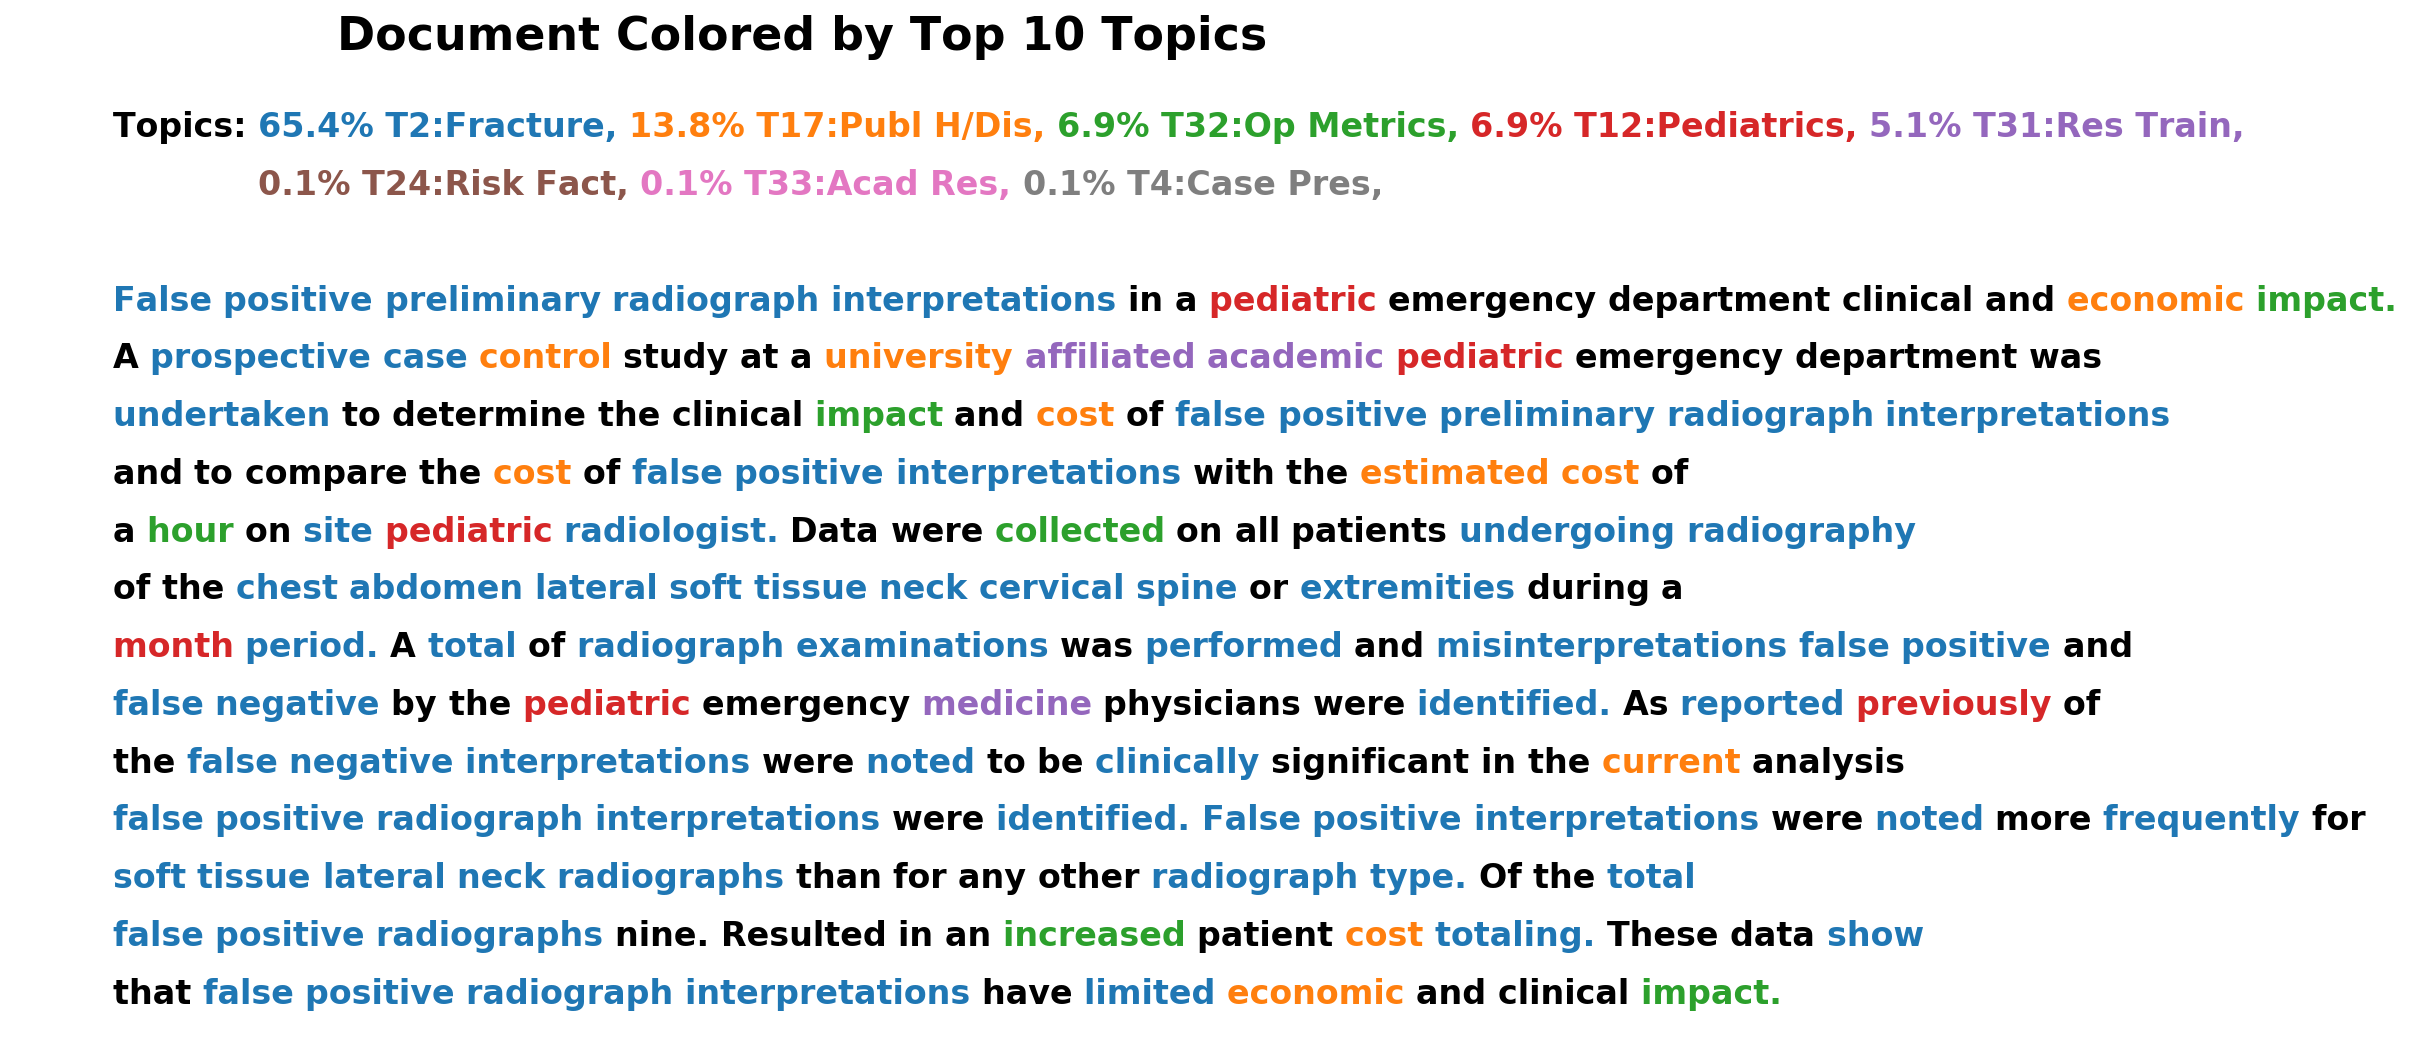 Document Colored by Top 10 Topics
Topics: 65.4% T2:Fracture, 13.8% T17:Publ H/Dis, 6.9% T32:Op Metrics, 6.9% T12:Pediatrics, 5.1% T31:Res Train,
0.1% T24:Risk Fact, 0.1% T33:Acad Res, 0.1% T4:Case Pres,
False positive preliminary radiograph interpretations in a pediatric emergency department clinical and economic impact.
A prospective case control study at a university affiliated academic pediatric emergency department was
undertaken to determine the clinical impact and cost of false positive preliminary radiograph interpretations
and to compare the cost of false positive interpretations with the estimated cost of
a hour on site pediatric radiologist. Data were collected on all patients undergoing radiography
of the chest abdomen lateral soft tissue neck cervical spine or extremities during a
month period. A total of radiograph examinations was performed and misinterpretations false positive and
false negative by the pediatric emergency medicine physicians were identified. As reported previously of
the false negative interpretations were noted to be clinically significant in the current analysis
false positive radiograph interpretations were identified. False positive interpretations were noted more frequently for
soft tissue lateral neck radiographs than for any other radiograph type. Of the total
false positive radiographs nine. Resulted in an increased patient cost totaling. These data show
that false positive radiograph interpretations have limited economic and clinical impact.